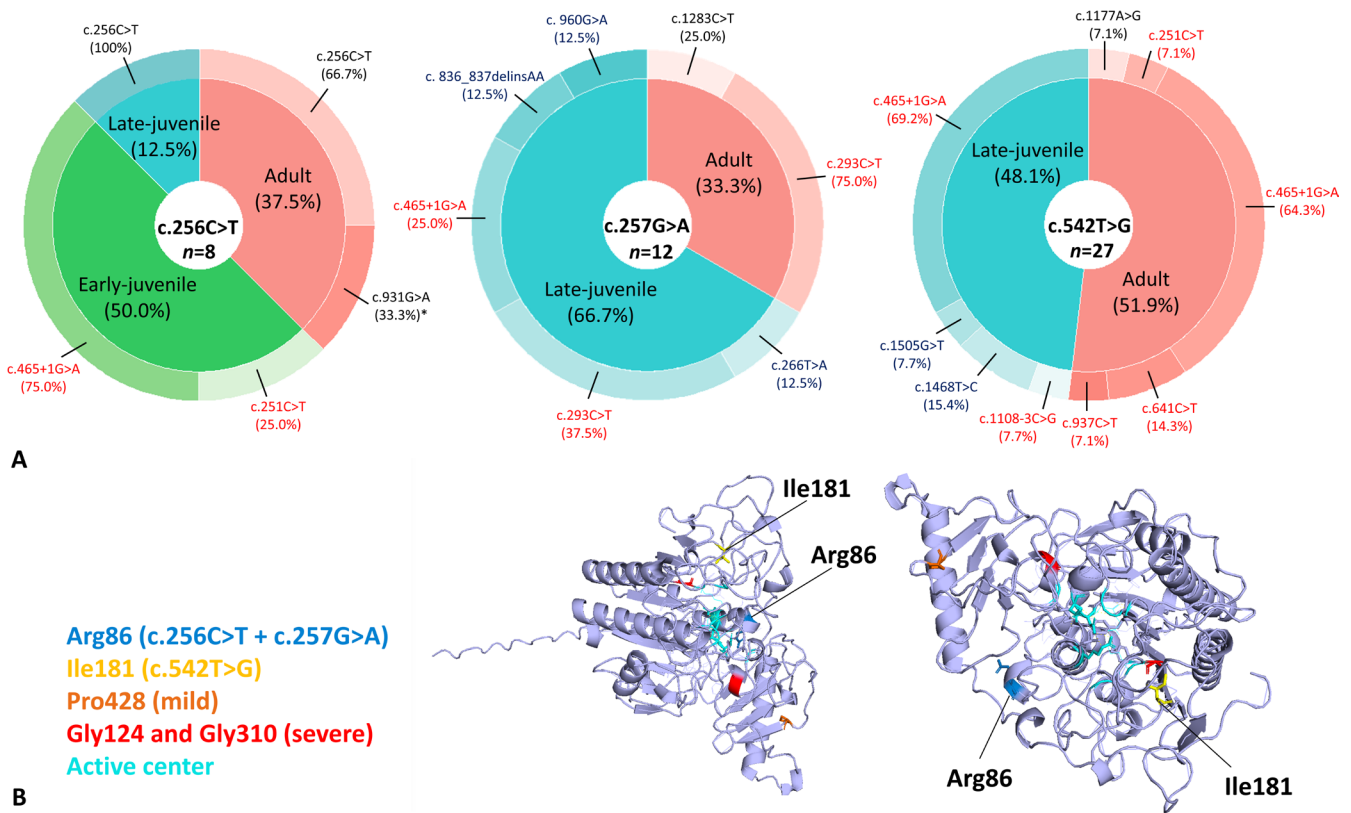 c.256C>T
(100%)
c.256C>T
(66.7%)
Late-juvenile
(12.5%)
Adult
(37.5%)
c.256C>T
n=8
Early-juvenile
(50.0%)
c.931G>A
(33.3%)*
c.465+1G>A
(75.0%)
c.251C>T
(25.0%)
c. 960G>A
(12.5%)
c.1283C>T
(25.0%)
c. 836_837delinsAA
(12.5%)
Adult
(33.3%)
c.293C>T
(75.0%)
c.465+1G>A
(25.0%)
c.257G>A
n=12
Late-juvenile
(66.7%)
c.266T>A
(12.5%)
c.293C>T
(37.5%)
c.1177A>G
(7.1%)
c.251C>T
(7.1%)
c.465+1G>A
(69.2%)
Late-juvenile
(48.1%)
c.465+1G>A
(64.3%)
c.542T>G
n=27
Adult
(51.9%)
c.1505G>T
(7.7%)
c.1468T>C
(15.4%)
c.1108-3C>G
(7.7%)
c.937C>T
(7.1%)
c.641C>T
(14.3%)
A
Ile181
Arg86
Arg86 (c.256C>T + c.257G>A)
Ile181 (c.542T>G)
Pro428 (mild)
Gly124 and Gly310 (severe)
Active center
Arg86
Ile181
B